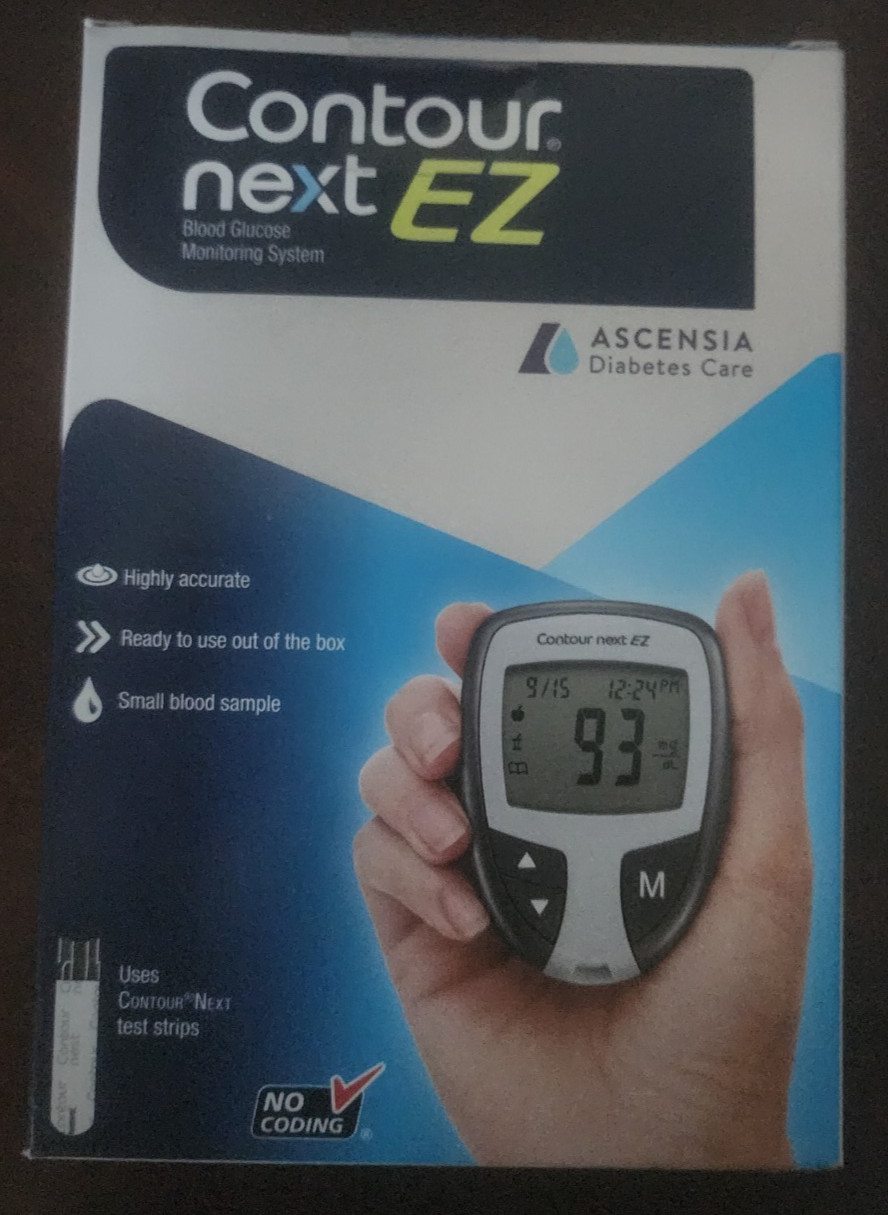 Contour®
next EZ
Blood Glucose
Monitoring System
ASCENSIA
Diabetes Care
Highly accurate
Ready to use out of the box
Small blood sample
Contour next EZ
9/15 12:24PM
93 mg/dL
M
Uses
CONTOUR®NEXT
test strips
Contour
next
NO
CODING®